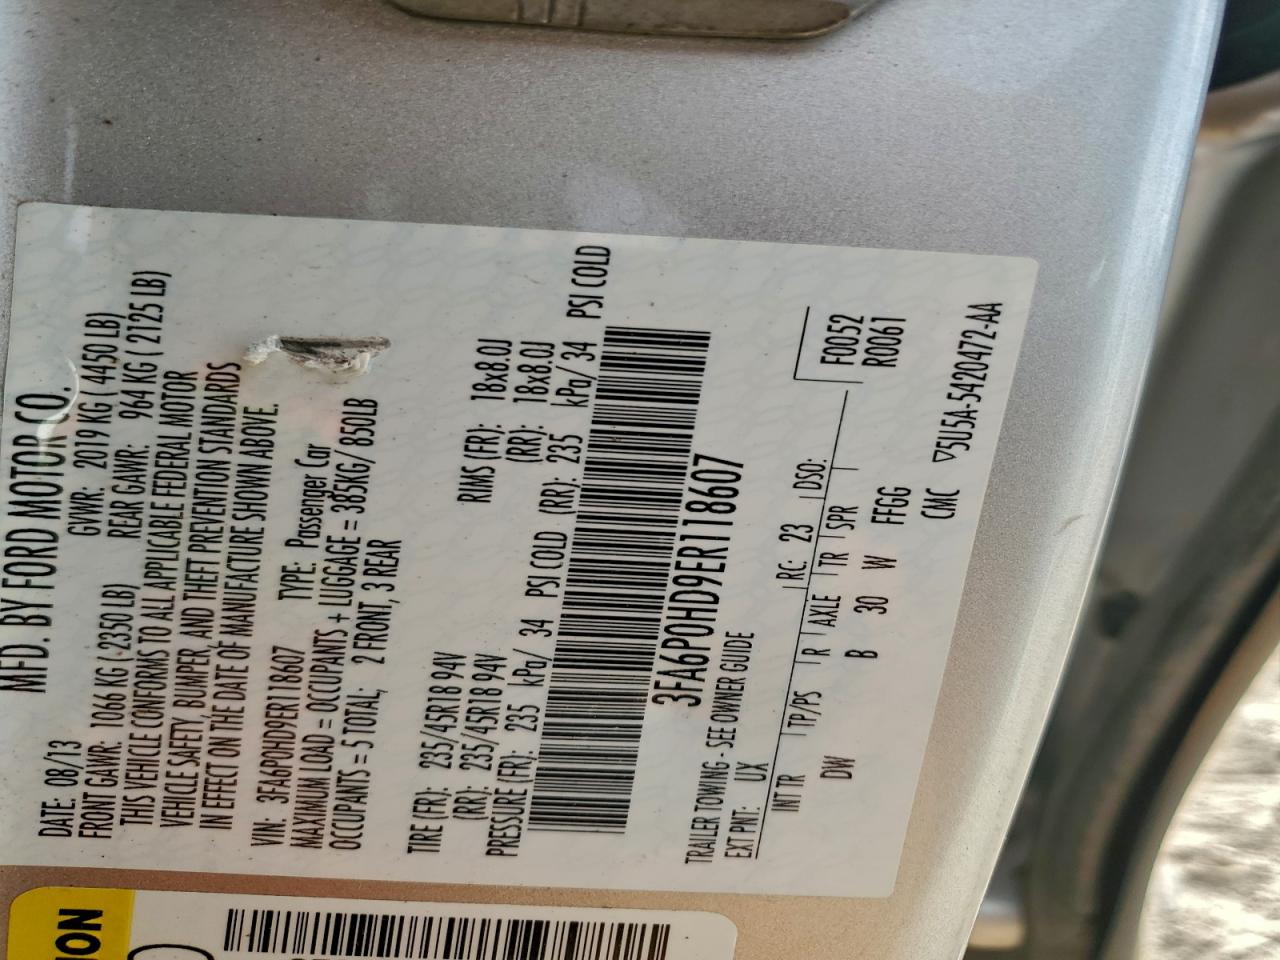 MFD. BY FORD MOTOR CO.
DATE: 08/13 GVWR: 2019 KG ( 4450 LB)
FRONT GAWR: 1066 KG ( 2350 LB) REAR GAWR: 964 KG ( 2125 LB)
THIS VEHICLE CONFORMS TO ALL APPLICABLE FEDERAL MOTOR
VEHICLE SAFETY, BUMPER, AND THEFT PREVENTION STANDARDS
IN EFFECT ON THE DATE OF MANUFACTURE SHOWN ABOVE.
VIN: 3FA6P0HD9ER118607 TYPE: Passenger Car
MAXIMUM LOAD = OCCUPANTS + LUGGAGE = 385KG/ 850LB
OCCUPANTS = 5 TOTAL; 2 FRONT, 3 REAR
TIRE (FR): 235/45R18 94V RIMS (FR): 18x8.0J
(RR): 235/45R18 94V (RR): 18x8.0J
PRESSURE (FR): 235 kPa/ 34 PSI COLD (RR): 235 kPa/ 34 PSI COLD
3FA6P0HD9ER118607
TRAILER TOWING - SEE OWNER GUIDE
EXT PNT: UX RC: 23 DSO:
INT TR TP/PS R AXLE TR SPR F0052
DW B 30 W FFGG R0061
CMC ▽5U5A-5420472-AA
ION